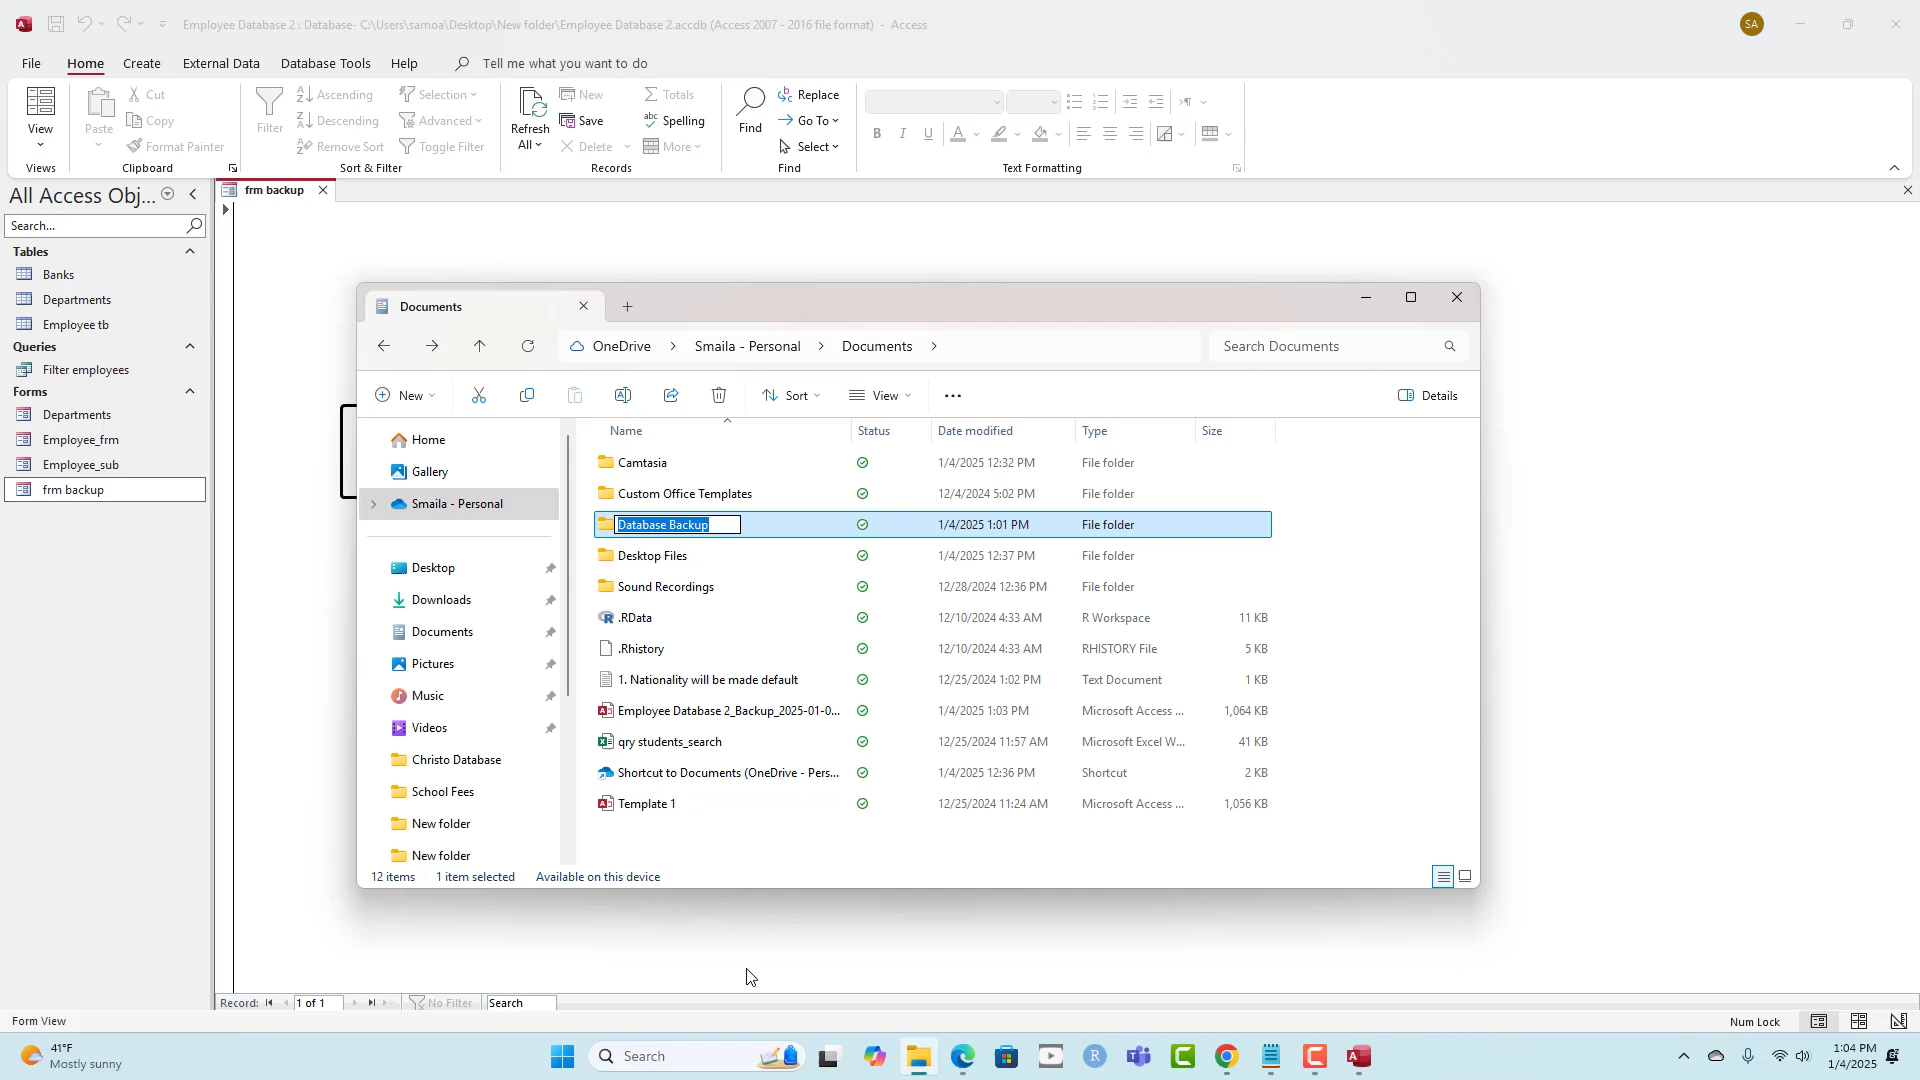 Employee Database 2 : Database- C:\Users\samoa\Desktop\New folder\Employee Database 2.accdb (Access 2007 - 2016 file format) - Access
SA
File Home Create External Data Database Tools Help Tell me what you want to do
View
Views
Paste
Cut
Copy
Format Painter
Clipboard
Filter
Ascending
Descending
Remove Sort
Selection
Advanced
Toggle Filter
Sort & Filter
Refresh
All
New
Save
Delete
Totals
Spelling
More
Records
Find
Replace
Go To
Select
Find
B I U A
Text Formatting
All Access Obj...
Search...
Tables
Banks
Departments
Employee tb
Queries
Filter employees
Forms
Departments
Employee_frm
Employee_sub
frm backup
frm backup
Documents
OneDrive > Smaila - Personal > Documents >
Search Documents
New Sort View ... Details
Home
Gallery
Smaila - Personal
Desktop
Downloads
Documents
Pictures
Music
Videos
Christo Database
School Fees
New folder
New folder
Name Status Date modified Type Size
Camtasia 1/4/2025 12:32 PM File folder
Custom Office Templates 12/4/2024 5:02 PM File folder
Database Backup 1/4/2025 1:01 PM File folder
Desktop Files 1/4/2025 12:37 PM File folder
Sound Recordings 12/28/2024 12:36 PM File folder
.RData 12/10/2024 4:33 AM R Workspace 11 KB
.Rhistory 12/10/2024 4:33 AM RHISTORY File 5 KB
1. Nationality will be made default 12/25/2024 1:02 PM Text Document 1 KB
Employee Database 2_Backup_2025-01-0... 1/4/2025 1:03 PM Microsoft Access ... 1,064 KB
qry students_search 12/25/2024 11:57 AM Microsoft Excel W... 41 KB
Shortcut to Documents (OneDrive - Pers... 1/4/2025 12:36 PM Shortcut 2 KB
Template 1 12/25/2024 11:24 AM Microsoft Access ... 1,056 KB
12 items 1 item selected Available on this device
Record: 1 of 1 No Filter Search
Form View
Num Lock
41°F
Mostly sunny
Search
1:04 PM
1/4/2025